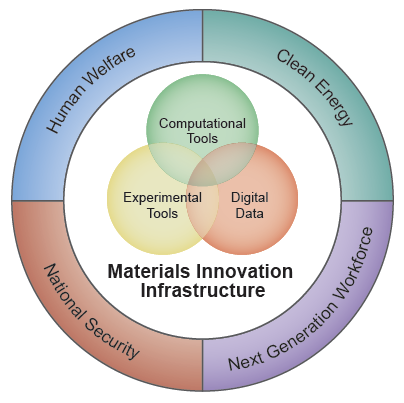 Human Welfare
Clean Energy
Computational
Tools
Experimental
Tools
Digital
Data
Materials Innovation
Infrastructure
National Security
Next Generation Workforce